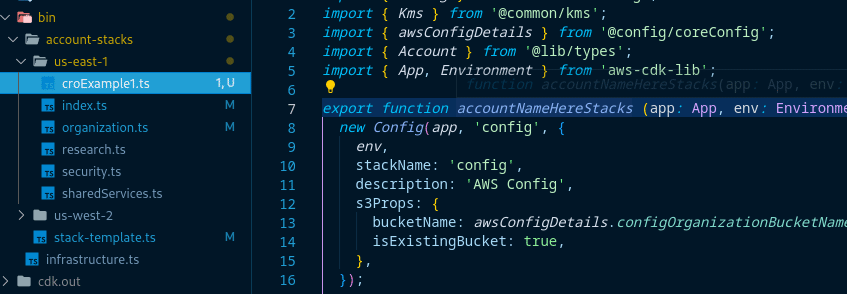 bin
account-stacks
us-east-1
croExample1.ts 1, U
index.ts M
organization.ts M
research.ts
security.ts
sharedServices.ts
us-west-2
stack-template.ts M
infrastructure.ts
cdk.out
2 import { Kms } from '@common/kms';
3 import { awsConfigDetails } from '@config/coreConfig';
4 import { Account } from '@lib/types';
5 import { App, Environment } from 'aws-cdk-lib';
function accountNameHereStacks(app: App, env:
6
7 export function accountNameHereStacks (app: App, env: Environme
8 new Config(app, 'config', {
9 env,
10 stackName: 'config',
11 description: 'AWS Config',
12 s3Props: {
13 bucketName: awsConfigDetails.configOrganizationBucketName
14 isExistingBucket: true,
15 },
16 });